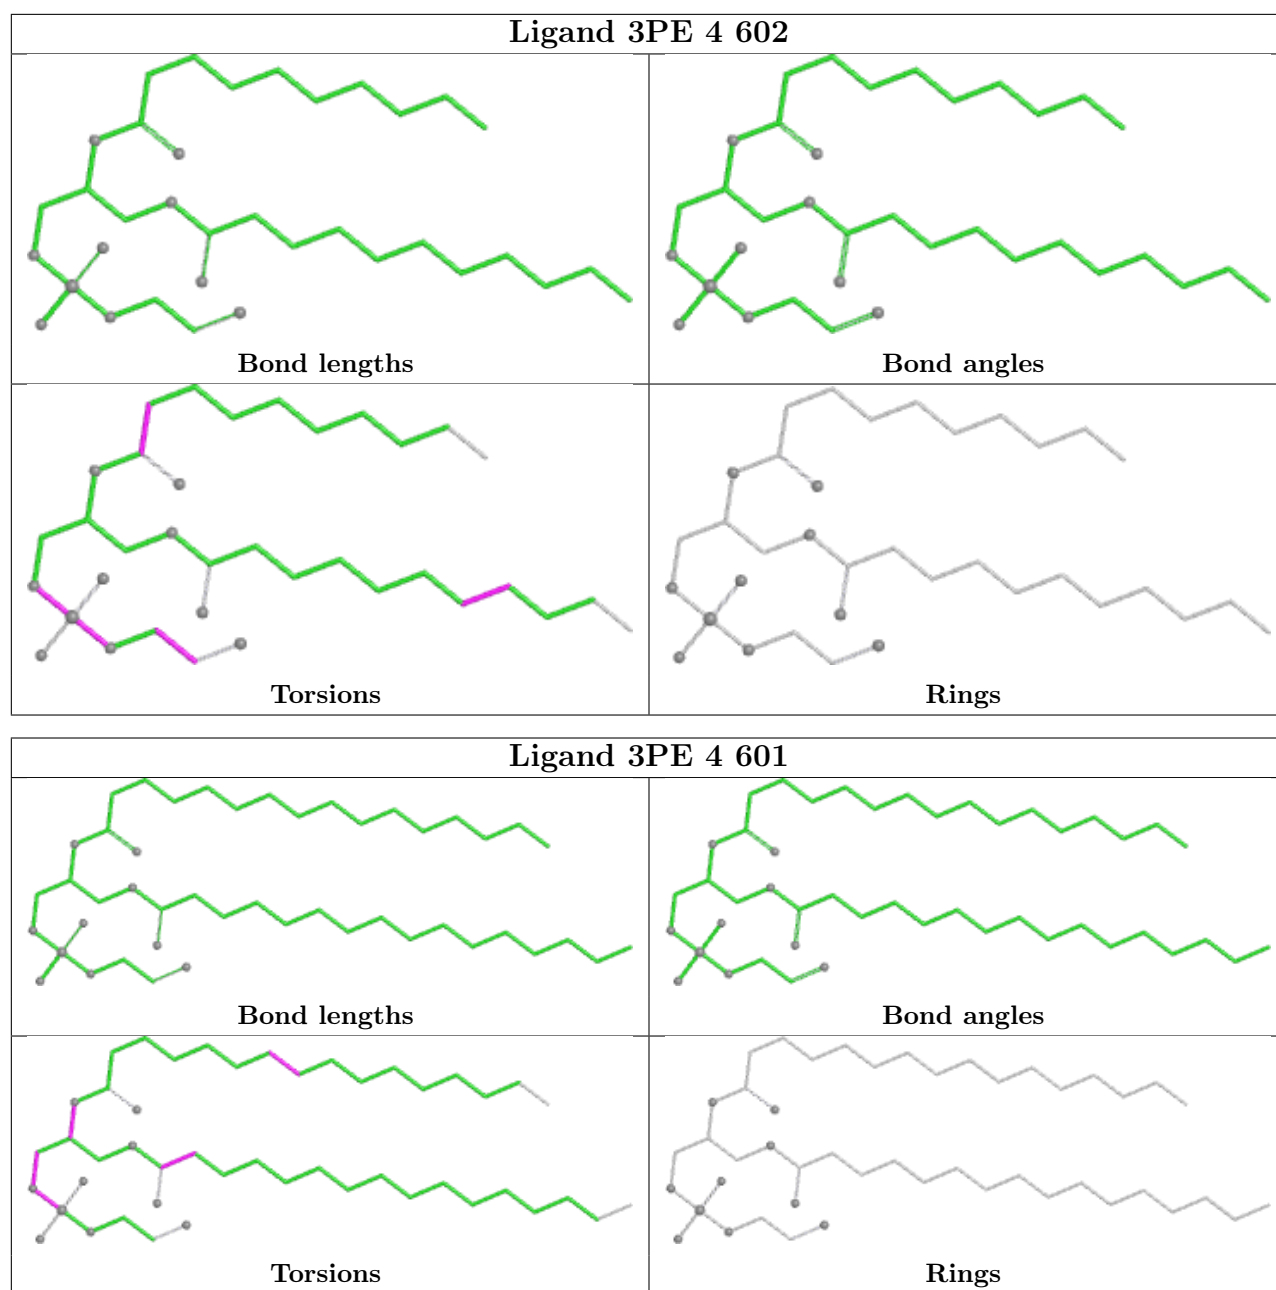 Ligand 3PE 4 602
Bond lengths
Bond angles
Torsions
Rings
Ligand 3PE 4 601
Bond lengths
Bond angles
Torsions
Rings